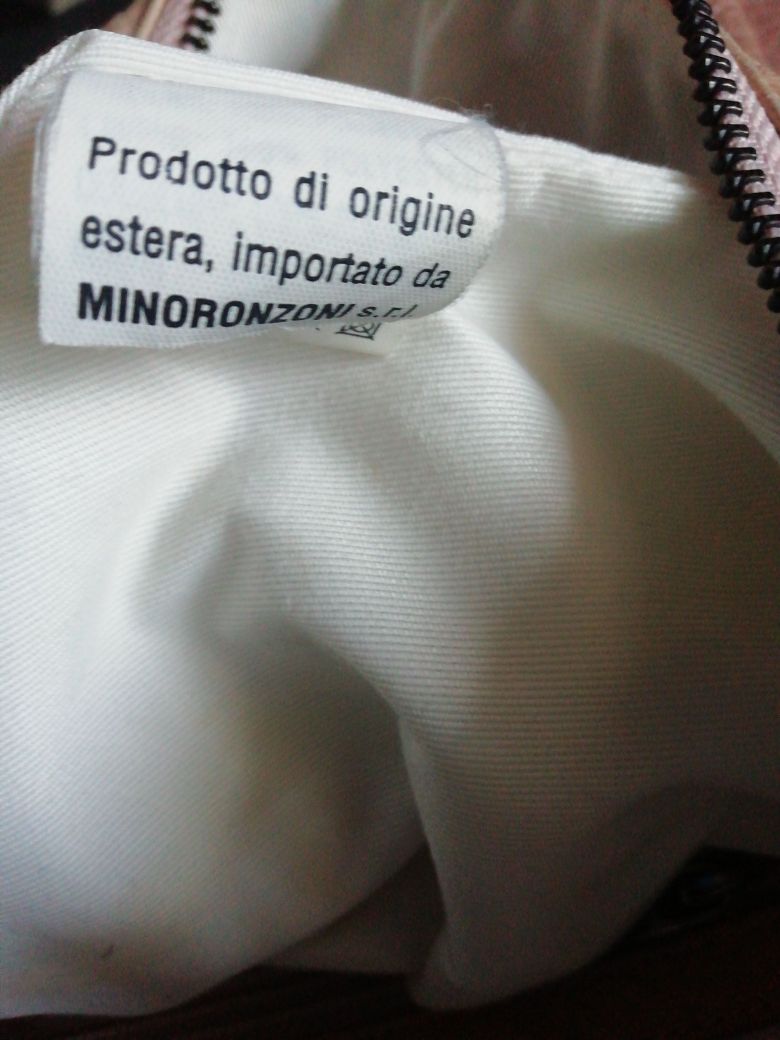 Prodotto di origine
estera, importato da
MINORONZONI s.r.l.